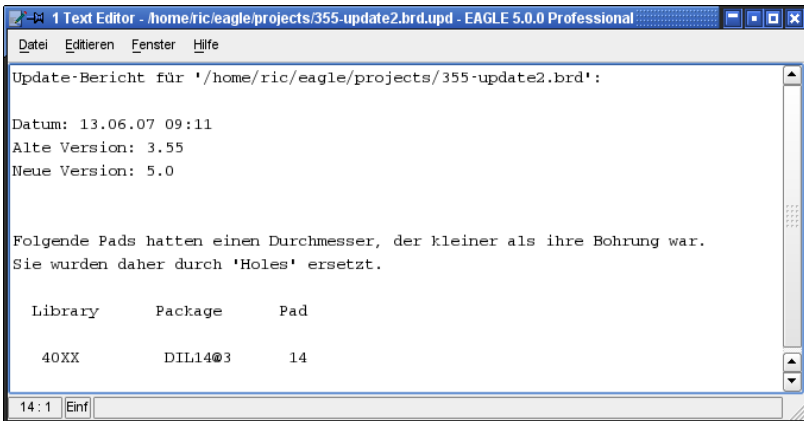 1 Text Editor - /home/ric/eagle/projects/355-update2.brd.upd - EAGLE 5.0.0 Professional
Datei Editieren Fenster Hilfe
Update-Bericht für '/home/ric/eagle/projects/355-update2.brd':
Datum: 13.06.07 09:11
Alte Version: 3.55
Neue Version: 5.0
Folgende Pads hatten einen Durchmesser, der kleiner als ihre Bohrung war.
Sie wurden daher durch 'Holes' ersetzt.
Library Package Pad
40XX DIL14@3 14
14:1 Einf